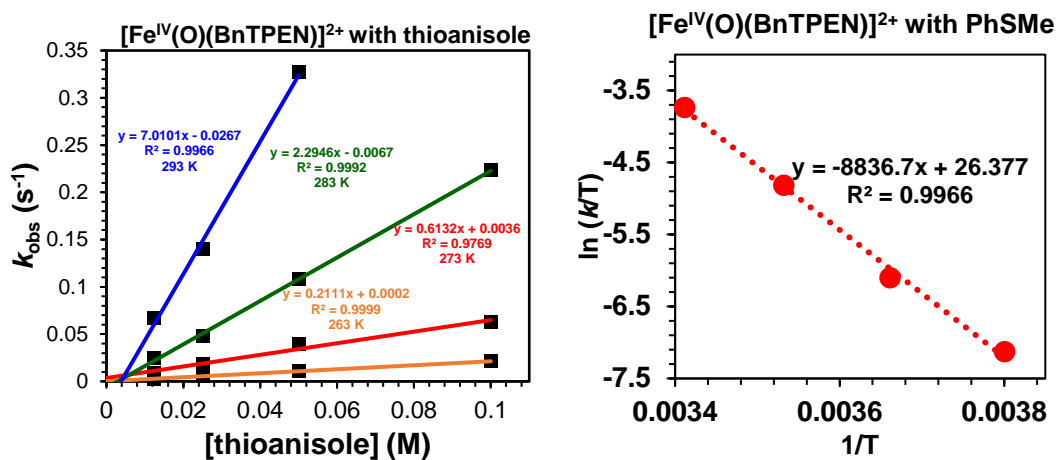 [Feᴵⱽ(O)(BnTPEN)]²⁺ with thioanisole
0.35
0.3
0.25
0.2
0.15
0.1
0.05
0
k_obs (s⁻¹)
y = 7.0101x - 0.0267
R² = 0.9966
293 K
y = 2.2946x - 0.0067
R² = 0.9992
283 K
y = 0.6132x + 0.0036
R² = 0.9769
273 K
y = 0.2111x + 0.0002
R² = 0.9999
263 K
0 0.02 0.04 0.06 0.08 0.1
[thioanisole] (M)
[Feᴵⱽ(O)(BnTPEN)]²⁺ with PhSMe
-3.5
-4.5
-5.5
-6.5
-7.5
ln (k/T)
y = -8836.7x + 26.377
R² = 0.9966
0.0034 0.0036 0.0038
1/T